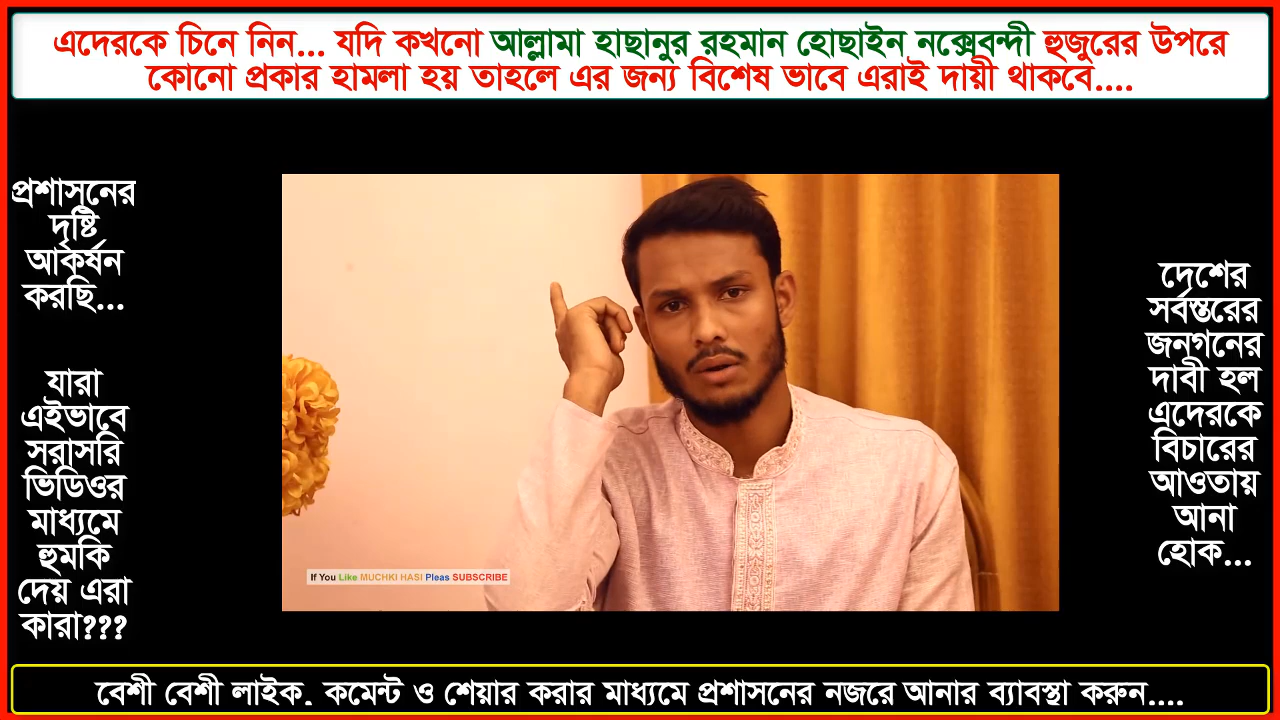 এদেরকে চিনে নিন... যদি কখনো আল্লামা হাছানুর রহমান হোছাইন নক্সেবন্দী হুজুরের উপরে
কোনো প্রকার হামলা হয় তাহলে এর জন্য বিশেষ ভাবে এরাই দায়ী থাকবে....
প্রশাসনের
দৃষ্টি
আকর্ষন
করছি...
যারা
এইভাবে
সরাসরি
ভিডিওর
মাধ্যমে
হুমকি
দেয় এরা
কারা???
If You Like MUCHKI HASI Pleas SUBSCRIBE
দেশের
সর্বস্তরের
জনগনের
দাবী হল
এদেরকে
বিচারের
আওতায়
আনা
হোক...
বেশী বেশী লাইক, কমেন্ট ও শেয়ার করার মাধ্যমে প্রশাসনের নজরে আনার ব্যাবস্থা করুন....